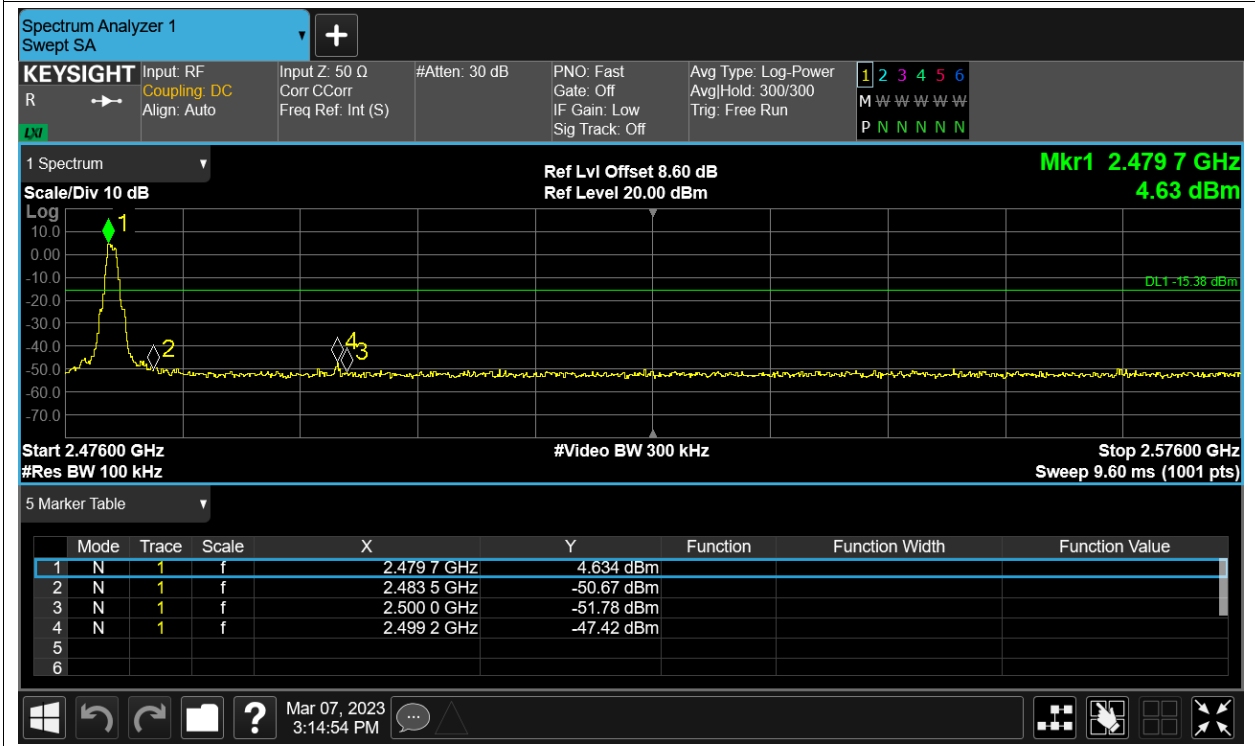 Spectrum Analyzer 1
Swept SA
+
KEYSIGHT Input: RF Input Z: 50 Ω #Atten: 30 dB PNO: Fast Avg Type: Log-Power 1 2 3 4 5 6
R Coupling: DC Corr CCorr Gate: Off Avg|Hold: 300/300 M W W W W W
Align: Auto Freq Ref: Int (S) IF Gain: Low Trig: Free Run
LXI Sig Track: Off P N N N N N
1 Spectrum Ref Lvl Offset 8.60 dB Mkr1 2.479 7 GHz
Scale/Div 10 dB Ref Level 20.00 dBm 4.63 dBm
Log
1
10.0
0.00
-10.0
DL1 -15.38 dBm
-20.0
-30.0
-40.0
2 4 3
-50.0
-60.0
-70.0
Start 2.47600 GHz #Video BW 300 kHz Stop 2.57600 GHz
#Res BW 100 kHz Sweep 9.60 ms (1001 pts)
5 Marker Table
Mode Trace Scale X Y Function Function Width Function Value
1 N 1 f 2.479 7 GHz 4.634 dBm
2 N 1 f 2.483 5 GHz -50.67 dBm
3 N 1 f 2.500 0 GHz -51.78 dBm
4 N 1 f 2.499 2 GHz -47.42 dBm
5
6
? Mar 07, 2023
3:14:54 PM